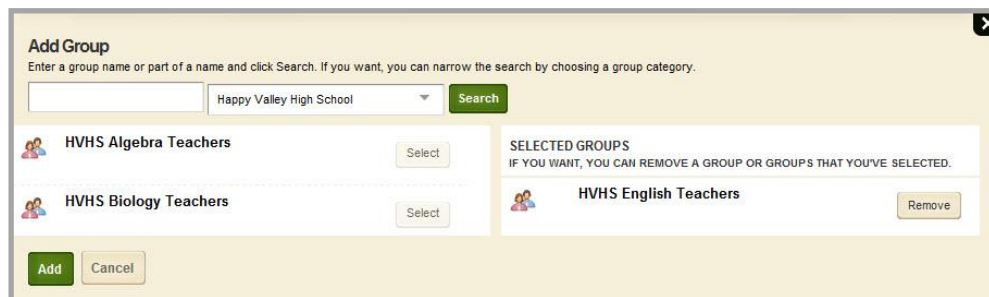 Add Group
Enter a group name or part of a name and click Search. If you want, you can narrow the search by choosing a group category.
Happy Valley High School
Search
HVHS Algebra Teachers
Select
HVHS Biology Teachers
Select
SELECTED GROUPS
IF YOU WANT, YOU CAN REMOVE A GROUP OR GROUPS THAT YOU'VE SELECTED.
HVHS English Teachers
Remove
Add
Cancel